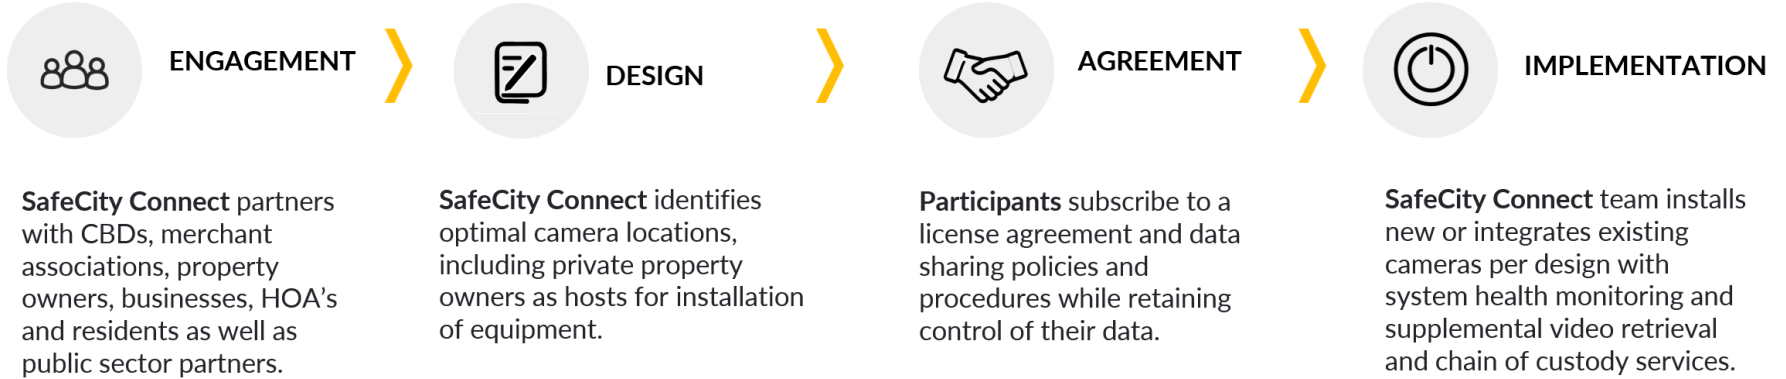 ENGAGEMENT
SafeCity Connect partners
with CBDs, merchant
associations, property
owners, businesses, HOA's
and residents as well as
public sector partners.
DESIGN
SafeCity Connect identifies
optimal camera locations,
including private property
owners as hosts for installation
of equipment.
AGREEMENT
Participants subscribe to a
license agreement and data
sharing policies and
procedures while retaining
control of their data.
IMPLEMENTATION
SafeCity Connect team installs
new or integrates existing
cameras per design with
system health monitoring and
supplemental video retrieval
and chain of custody services.